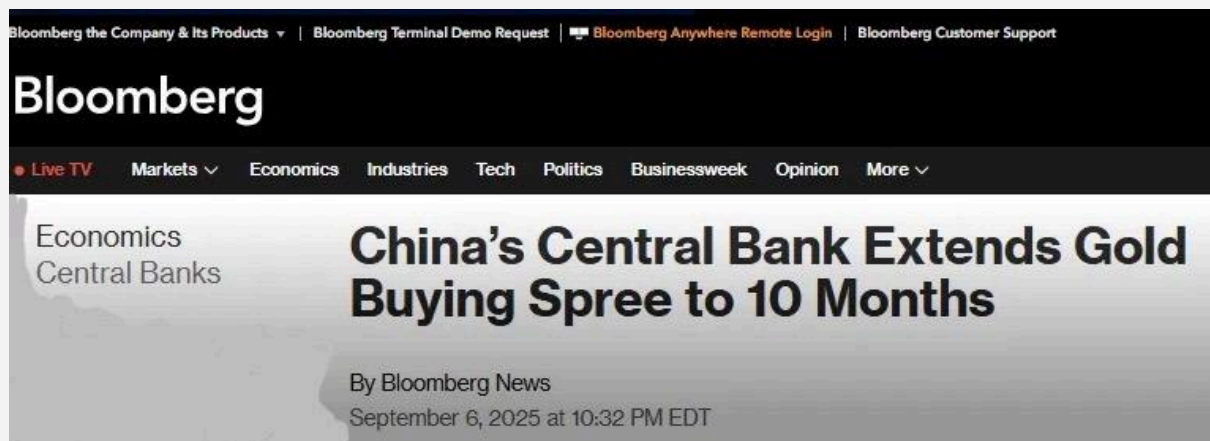 Bloomberg the Company & Its Products | Bloomberg Terminal Demo Request | Bloomberg Anywhere Remote Login | Bloomberg Customer Support
Bloomberg
Live TV Markets Economics Industries Tech Politics Businessweek Opinion More
Economics
Central Banks
China's Central Bank Extends Gold
Buying Spree to 10 Months
By Bloomberg News
September 6, 2025 at 10:32 PM EDT